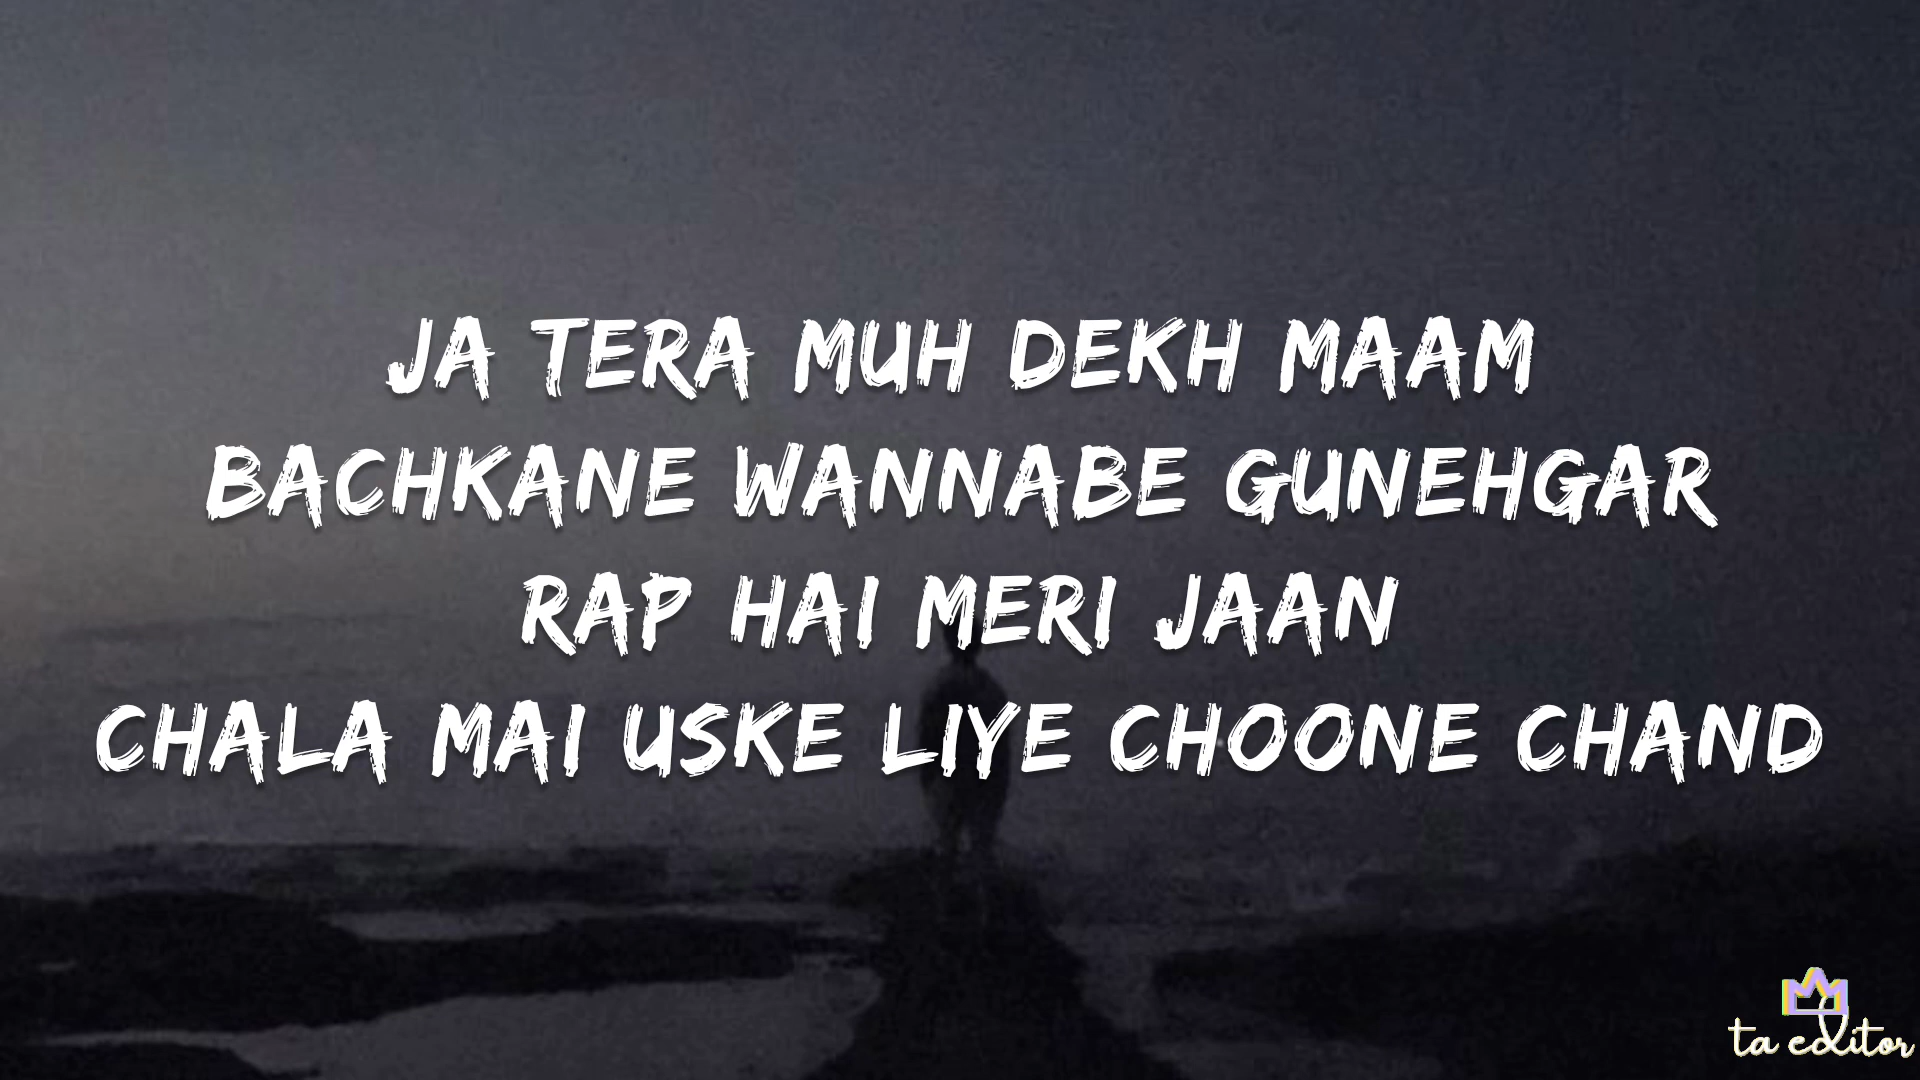 JA TERA MUH DEKH MAAM
BACHKANE WANNABE GUNEHGAR
RAP HAI MERI JAAN
CHALA MAI USKE LIYE CHOONE CHAND
ta editor